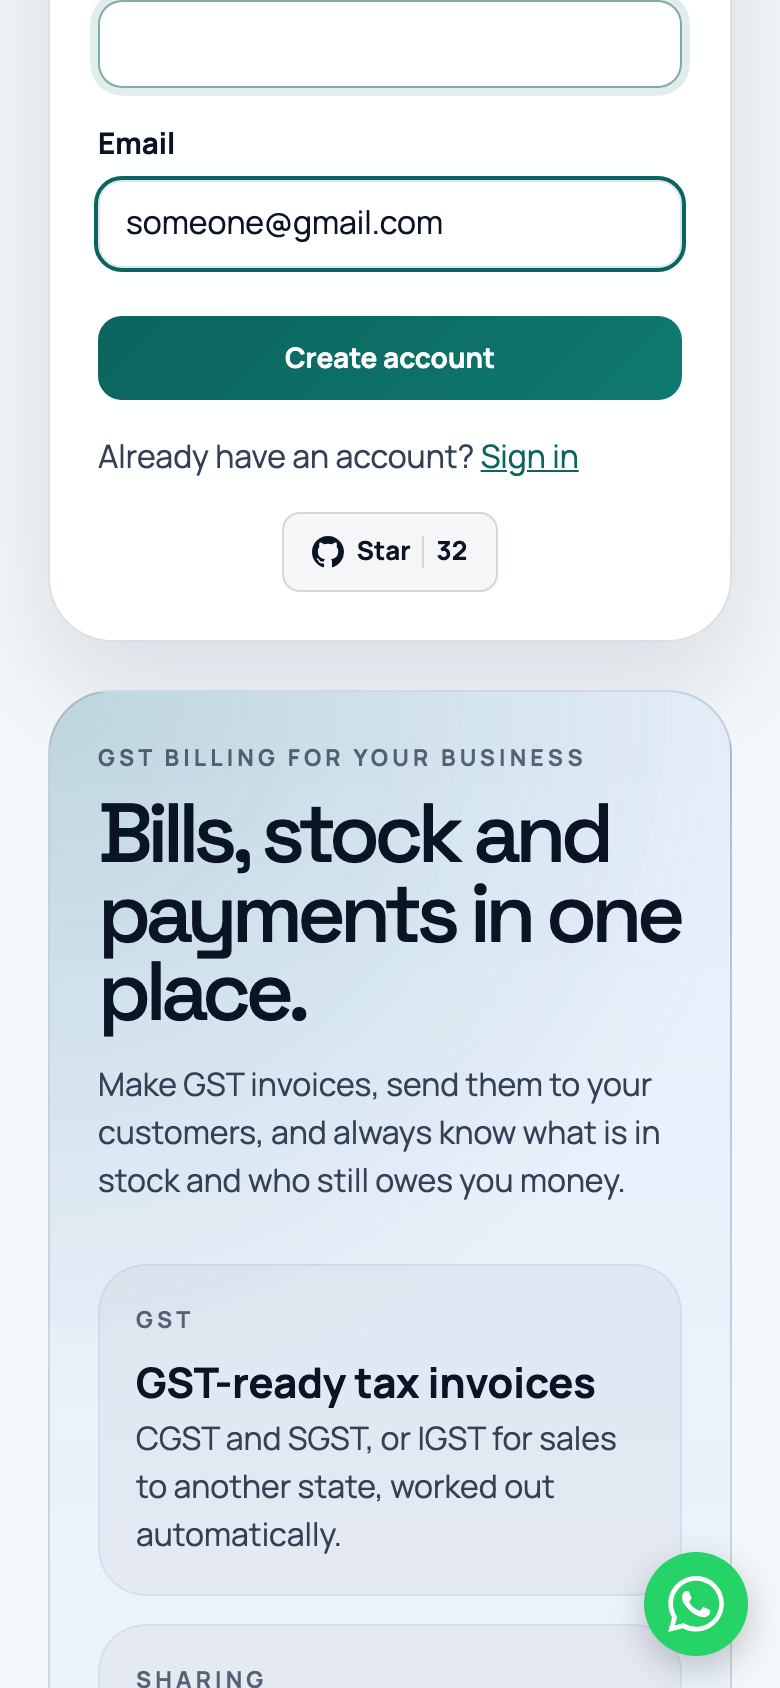 Email
someone@gmail.com
Create account
Already have an account? Sign in
Star 32
GST BILLING FOR YOUR BUSINESS
Bills, stock and
payments in one
place.
Make GST invoices, send them to your
customers, and always know what is in
stock and who still owes you money.
GST
GST-ready tax invoices
CGST and SGST, or IGST for sales
to another state, worked out
automatically.
SHARING